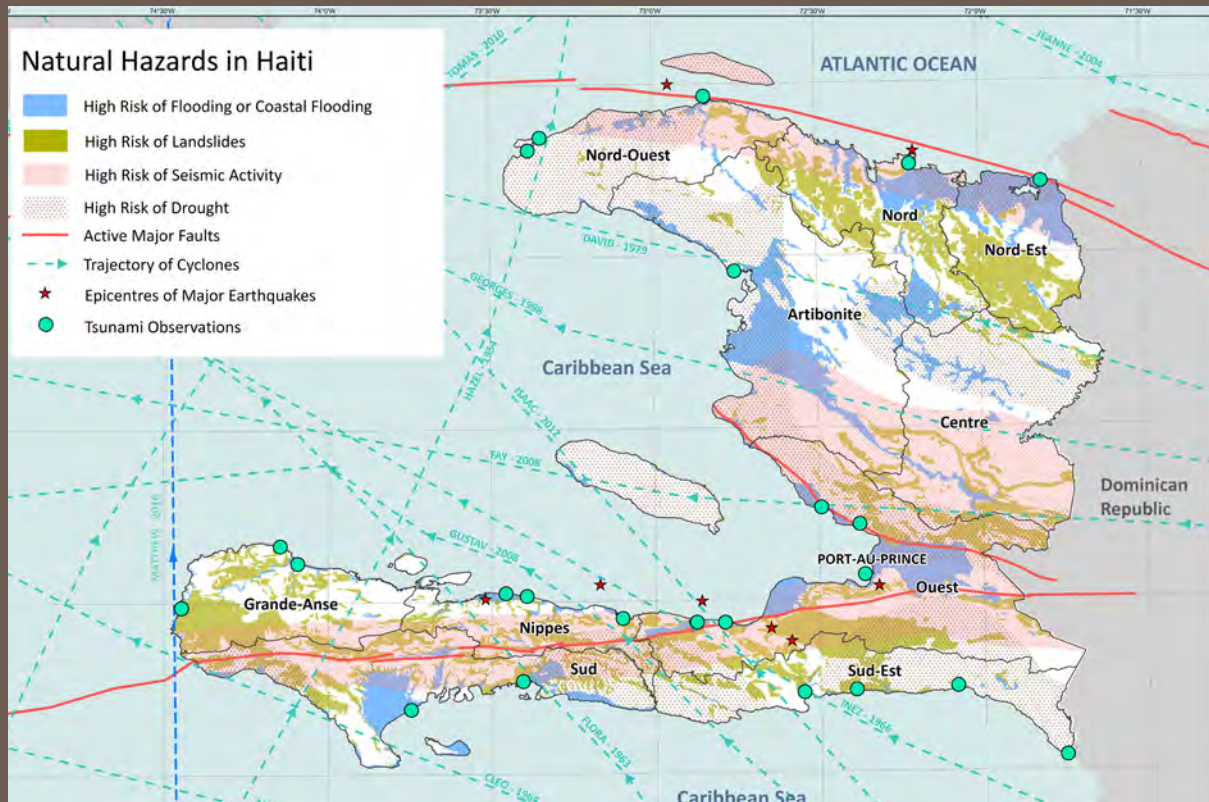 74°30'W
74°0'W
73°30'W
73°0'W
72°30'W
72°0'W
71°30'W
Natural Hazards in Haiti
High Risk of Flooding or Coastal Flooding
High Risk of Landslides
High Risk of Seismic Activity
High Risk of Drought
Active Major Faults
Trajectory of Cyclones
Epicentres of Major Earthquakes
Tsunami Observations
TOMAS - 2010
ATLANTIC OCEAN
JEANNE - 2004
Nord-Ouest
Nord
Nord-Est
DAVID - 1979
GEORGES - 1998
Artibonite
HAZEL - 1954
Caribbean Sea
ISAAC - 2012
Centre
FAY - 2008
Dominican
Republic
MATTHEW - 2016
GUSTAV - 2008
PORT-AU-PRINCE
Ouest
Grande-Anse
Nippes
Sud
Sud-Est
INEZ - 1966
FLORA - 1963
Caribbean Sea